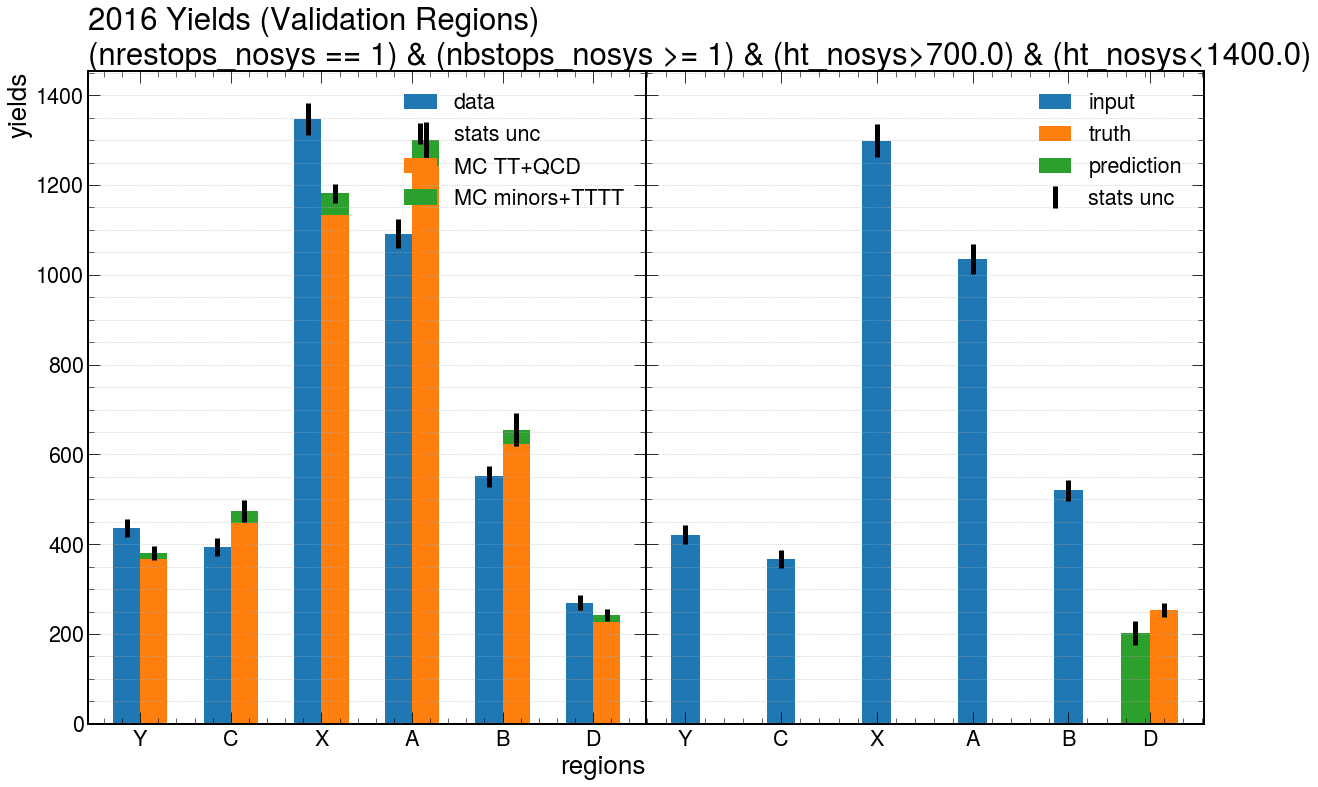 2016 Yields (Validation Regions)
(nrestops_nosys == 1) & (nbstops_nosys >= 1) & (ht_nosys>700.0) & (ht_nosys<1400.0)
yields
1400
1200
1000
800
600
400
200
0
data
stats unc
MC TT+QCD
MC minors+TTTT
input
truth
prediction
stats unc
Y C X A B D
Y C X A B D
regions